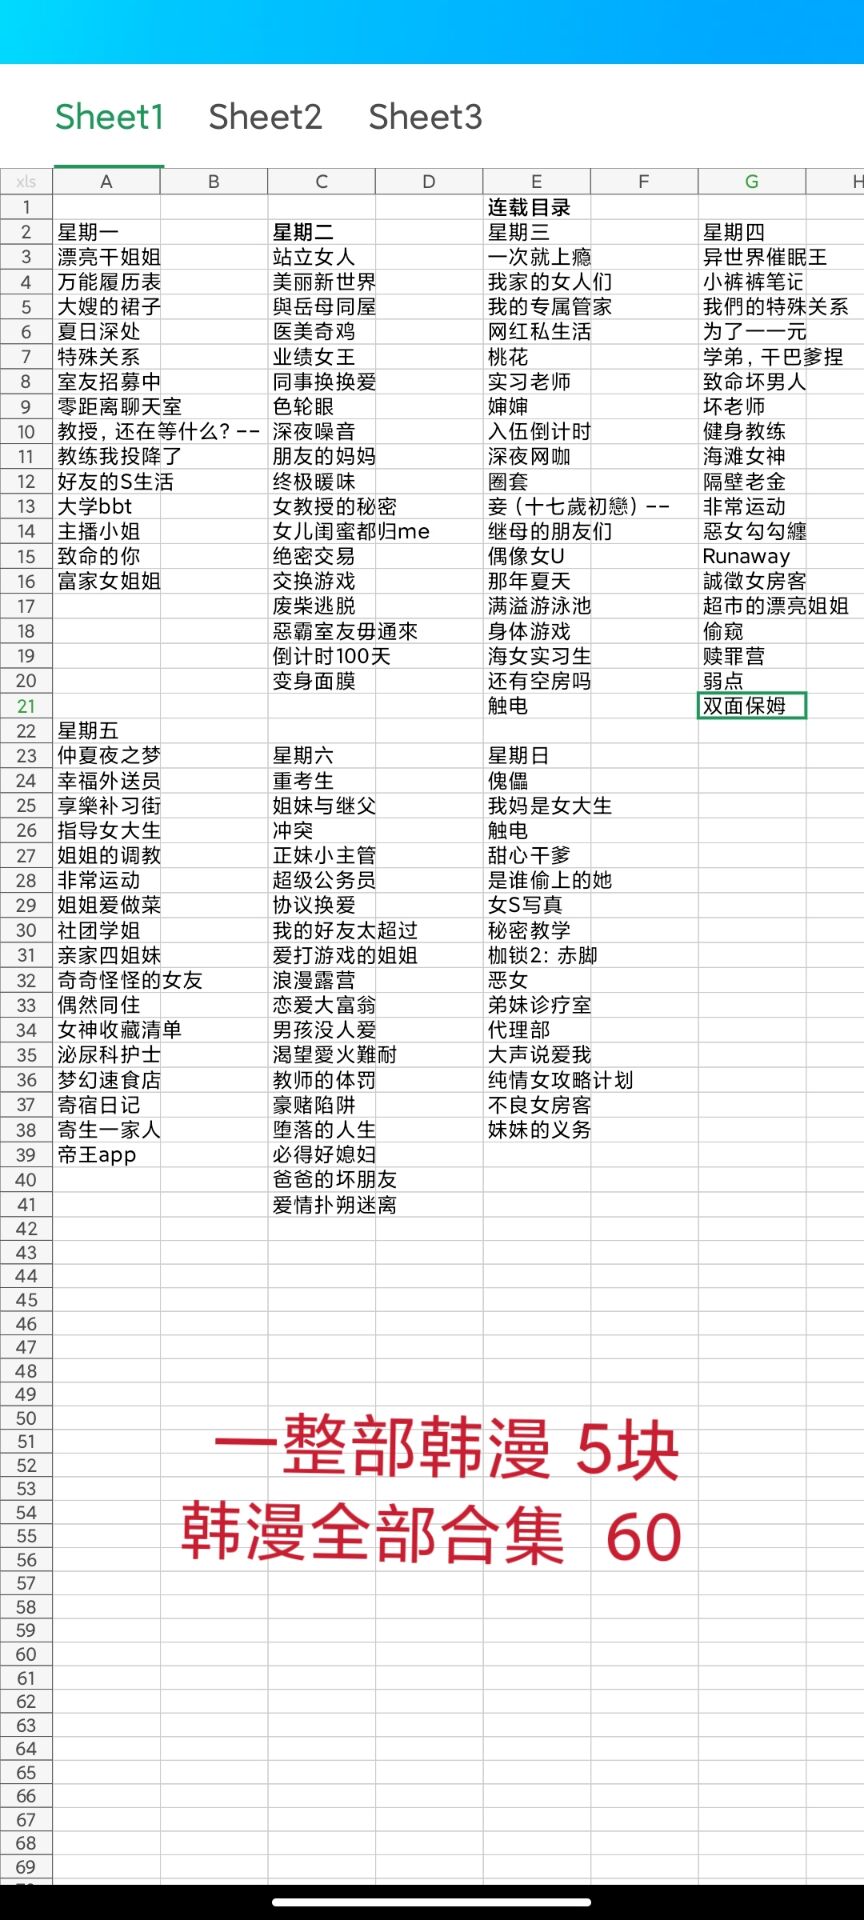 Sheet1 Sheet2 Sheet3
xls A B C D E F G H
1 连载目录
2 星期一 星期二 星期三 星期四
3 漂亮干姐姐 站立女人 一次就上瘾 异世界催眠王
4 万能履历表 美丽新世界 我家的女人们 小裤裤笔记
5 大嫂的裙子 與岳母同屋 我的专属管家 我們的特殊关系
6 夏日深处 医美奇鸡 网红私生活 为了一一元
7 特殊关系 业绩女王 桃花 学弟，干巴爹捏
8 室友招募中 同事换换爱 实习老师 致命坏男人
9 零距离聊天室 色轮眼 婶婶 坏老师
10 教授，还在等什么？-- 深夜噪音 入伍倒计时 健身教练
11 教练我投降了 朋友的妈妈 深夜网咖 海滩女神
12 好友的S生活 终极暖味 圈套 隔壁老金
13 大学bbt 女教授的秘密 妾（十七歲初戀）-- 非常运动
14 主播小姐 女儿闺蜜都归me 继母的朋友们 惡女勾勾纏
15 致命的你 绝密交易 偶像女U Runaway
16 富家女姐姐 交换游戏 那年夏天 誠徵女房客
17 废柴逃脱 满溢游泳池 超市的漂亮姐姐
18 惡霸室友毋通來 身体游戏 偷窥
19 倒计时100天 海女实习生 赎罪营
20 变身面膜 还有空房吗 弱点
21 触电 双面保姆
22 星期五
23 仲夏夜之梦 星期六 星期日
24 幸福外送员 重考生 傀儡
25 享樂补习街 姐妹与继父 我妈是女大生
26 指导女大生 冲突 触电
27 姐姐的调教 正妹小主管 甜心干爹
28 非常运动 超级公务员 是谁偷上的她
29 姐姐爱做菜 协议换爱 女S写真
30 社团学姐 我的好友太超过 秘密教学
31 亲家四姐妹 爱打游戏的姐姐 枷锁2：赤脚
32 奇奇怪怪的女友 浪漫露营 恶女
33 偶然同住 恋爱大富翁 弟妹诊疗室
34 女神收藏清单 男孩没人爱 代理部
35 泌尿科护士 渴望愛火難耐 大声说爱我
36 梦幻速食店 教师的体罚 纯情女攻略计划
37 寄宿日记 豪赌陷阱 不良女房客
38 寄生一家人 堕落的人生 妹妹的义务
39 帝王app 必得好媳妇
40 爸爸的坏朋友
41 爱情扑朔迷离
42
43
44
45
46
47
48
49
50
51 一整部韩漫 5块
52
53
54
55 韩漫全部合集 60
56
57
58
59
60
61
62
63
64
65
66
67
68
69